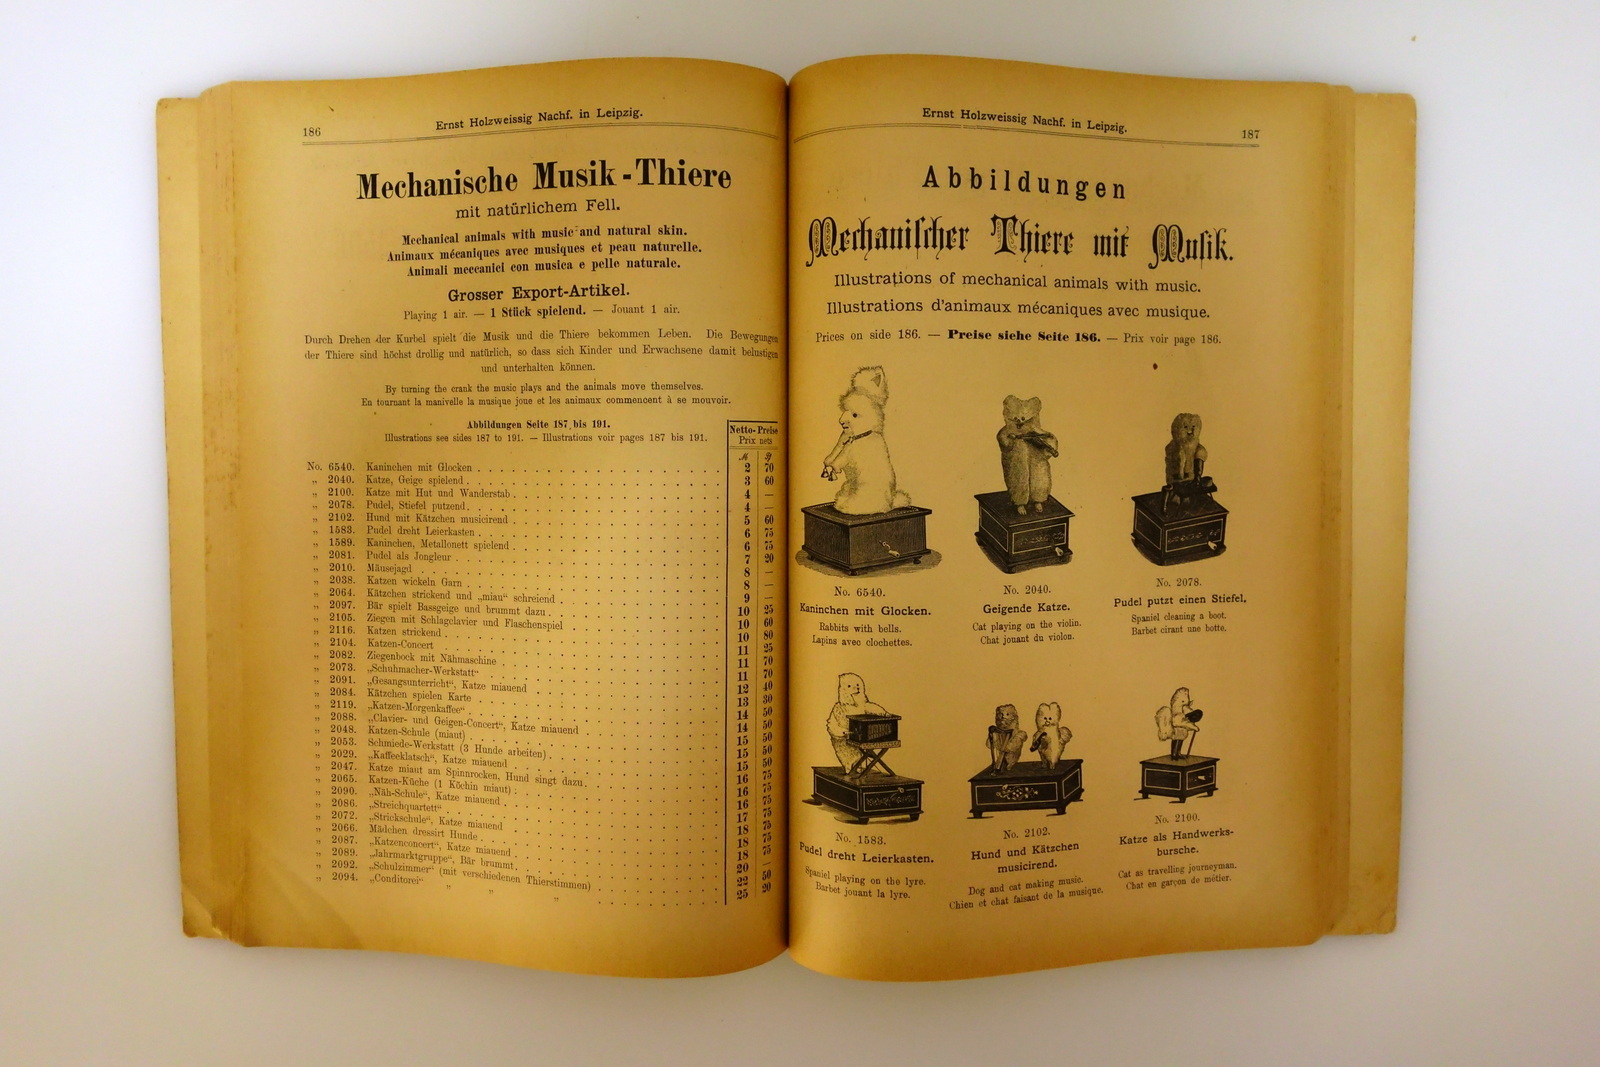 186
Ernst Holzweissig Nachf. in Leipzig.
Mechanische Musik-Thiere
mit natürlichem Fell.
Mechanical animals with music and natural skin.
Animaux mécaniques avec musiques et peau naturelle.
Animali meccanici con musica e pelle naturale.
Grosser Export-Artikel.
Playing 1 air. — 1 Stück spielend. — Jouant 1 air.
Durch Drehen der Kurbel spielt die Musik und die Thiere bekommen Leben. Die Bewegungen
der Thiere sind höchst drollig und natürlich, so dass sich Kinder und Erwachsene damit belustigen
und unterhalten können.
By turning the crank the music plays and the animals move themselves.
En tournant la manivelle la musique joue et les animaux commencent à se mouvoir.
Abbildungen Seite 187 bis 191.
Illustrations see sides 187 to 191. — Illustrations voir pages 187 bis 191.
Netto-Preise
Prix nets
No. 6540. Kaninchen mit Glocken 2 70
„ 2040. Katze, Geige spielend 3 60
„ 2100. Katze mit Hut und Wanderstab 4 —
„ 2078. Pudel, Stiefel putzend 4 —
„ 2102. Hund mit Kätzchen musicirend 5 60
„ 1583. Pudel dreht Leierkasten 6 75
„ 1589. Kaninchen, Metallonett spielend 6 75
„ 2081. Pudel als Jongleur 7 20
„ 2010. Mäusejagd 8 —
„ 2038. Katzen wickeln Garn 8 —
„ 2064. Kätzchen strickend und „miau“ schreiend 9 —
„ 2097. Bär spielt Bassgeige und brummt dazu 10 25
„ 2105. Ziegen mit Schlagclavier und Flaschenspiel 10 60
„ 2116. Katzen strickend 10 80
„ 2104. Katzen-Concert 11 25
„ 2082. Ziegenbock mit Nähmaschine 11 70
„ 2073. „Schuhmacher-Werkstatt“ 11 70
„ 2091. „Gesangsunterricht“, Katze miauend 12 40
„ 2084. Kätzchen spielen Karte 13 30
„ 2119. „Katzen-Morgenkaffee“ 14 50
„ 2088. „Clavier- und Geigen-Concert“, Katze miauend 14 50
„ 2048. Katzen-Schule (miaut) 15 50
„ 2053. Schmiede-Werkstatt (3 Hunde arbeiten) 15 50
„ 2029. „Kaffeeklatsch“, Katze miauend 15 50
„ 2047. Katze miaut am Spinnrocken, Hund singt dazu 16 75
„ 2065. Katzen-Küche (1 Köchin miaut) 16 75
„ 2090. „Näh-Schule“, Katze miauend 16 75
„ 2086. „Streichquartett“ 17 75
„ 2072. „Strickschule“, Katze miauend 18 75
„ 2066. Mädchen dressirt Hunde 18 75
„ 2087. „Katzenconcert“, Katze miauend 18 75
„ 2089. „Jahrmarktgruppe“, Bär brummt 20 —
„ 2092. „Schulzimmer“ (mit verschiedenen Thierstimmen) 22 50
„ 2094. „Conditorei“ „ „ „ 25 20
Ernst Holzweissig Nachf. in Leipzig.
187
Abbildungen
Mechanischer Thiere mit Musik.
Illustrations of mechanical animals with music.
Illustrations d'animaux mécaniques avec musique.
Prices on side 186. — Preise siehe Seite 186. — Prix voir page 186.
No. 6540.
Kaninchen mit Glocken.
Rabbits with bells.
Lapins avec clochettes.
No. 2040.
Geigende Katze.
Cat playing on the violin.
Chat jouant du violon.
No. 2078.
Pudel putzt einen Stiefel.
Spaniel cleaning a boot.
Barbet cirant une botte.
No. 1583.
Pudel dreht Leierkasten.
Spaniel playing on the lyre.
Barbet jouant la lyre.
No. 2102.
Hund und Kätzchen
musicirend.
Dog and cat making music.
Chien et chat faisant de la musique.
No. 2100.
Katze als Handwerks-
bursche.
Cat as travelling journeyman.
Chat en garçon de métier.